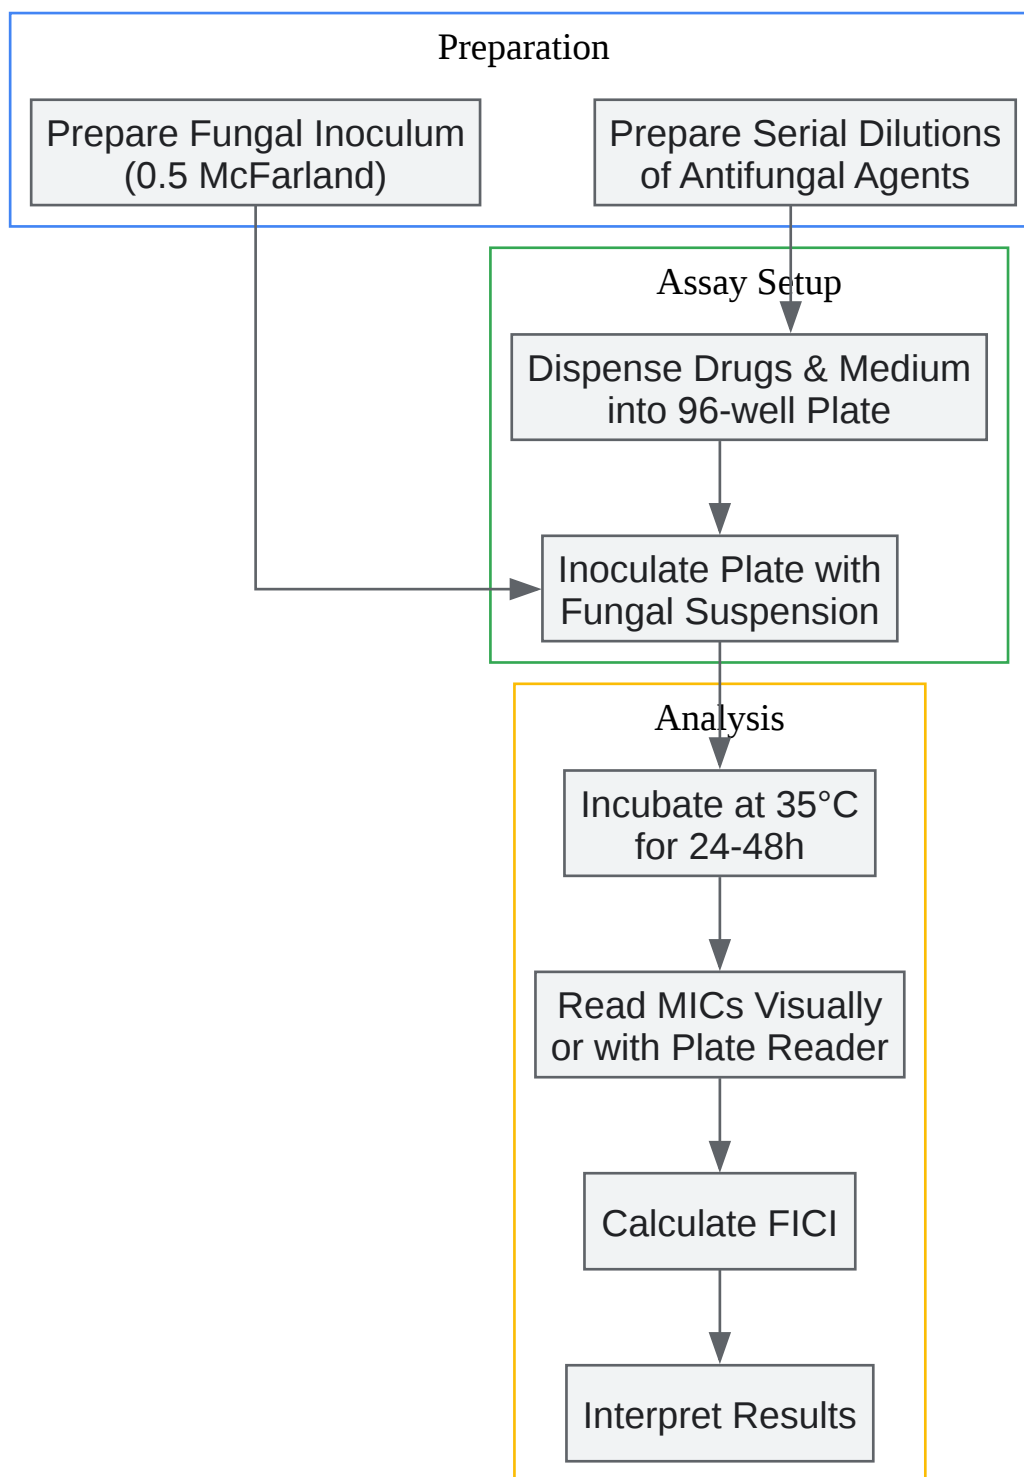 Preparation
Prepare Fungal Inoculum
(0.5 McFarland)
Prepare Serial Dilutions
of Antifungal Agents
Assay Setup
Dispense Drugs & Medium
into 96-well Plate
Inoculate Plate with
Fungal Suspension
Analysis
Incubate at 35°C
for 24-48h
Read MICs Visually
or with Plate Reader
Calculate FICI
Interpret Results